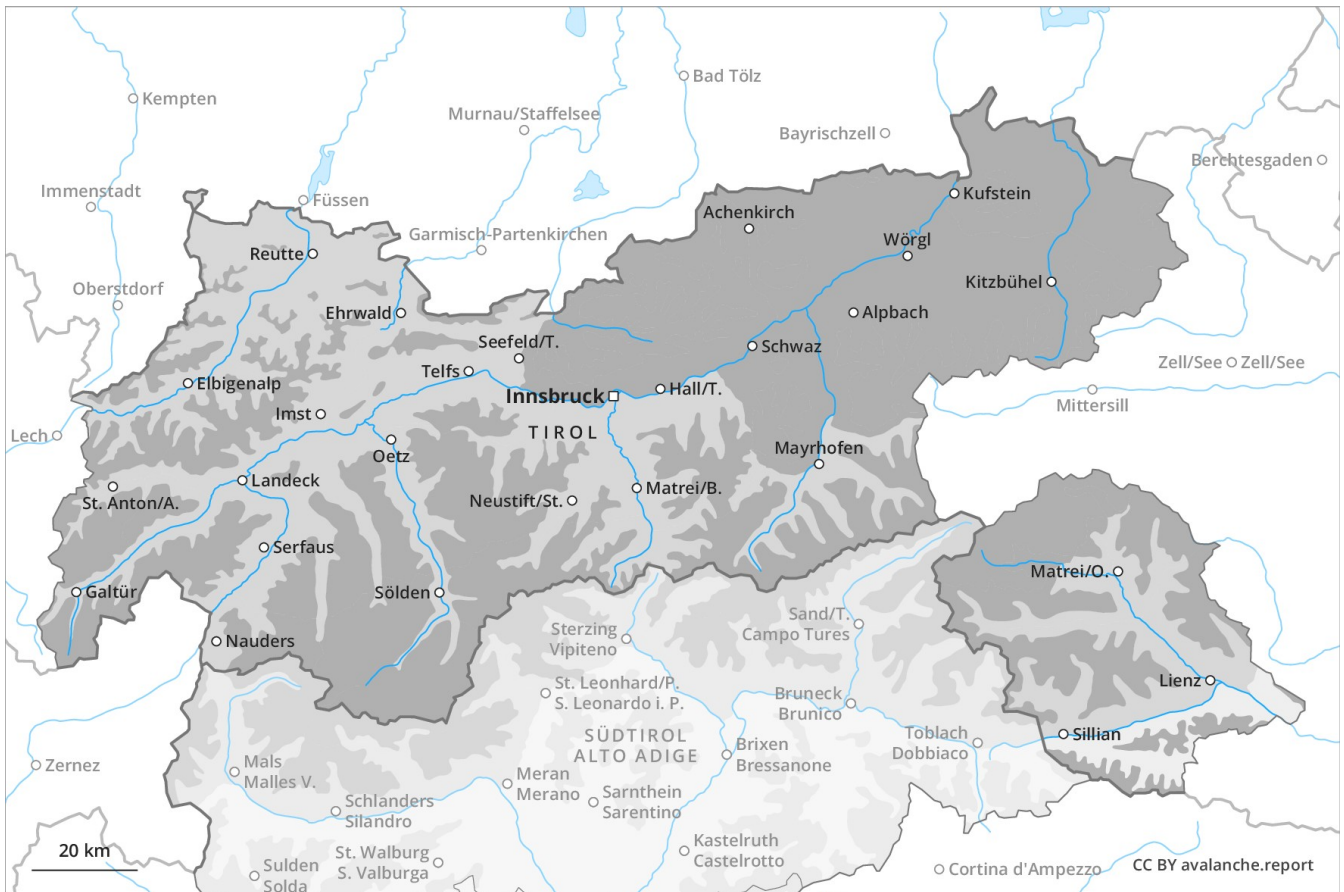 Kempten
Bad Tölz
Murnau/Staffelsee
Bayrischzell
Berchtesgaden
Immenstadt
Füssen
Kufstein
Achenkirch
Garmisch-Partenkirchen
Wörgl
Reutte
Oberstdorf
Kitzbühel
Ehrwald
Alpbach
Seefeld/T.
Schwaz
Zell/See
Zell/See
Telfs
Elbigenalp
Innsbruck
Hall/T.
Mittersill
Imst
TIROL
Lech
Oetz
Mayrhofen
Landeck
St. Anton/A.
Neustift/St.
Matrei/B.
Serfaus
Matrei/O.
Galtür
Sölden
Sand/T.
Campo Tures
Sterzing
Vipiteno
Nauders
Lienz
St. Leonhard/P.
S. Leonardo i. P.
Bruneck
Brunico
Sillian
Toblach
Dobbiaco
SÜDTIROL
ALTO ADIGE
Brixen
Bressanone
Zernez
Mals
Malles V.
Meran
Merano
Sarnthein
Sarentino
Schlanders
Silandro
Kastelruth
Castelrotto
20 km
St. Walburg
S. Valburga
Sulden
Solda
Cortina d'Ampezzo
CC BY avalanche.report